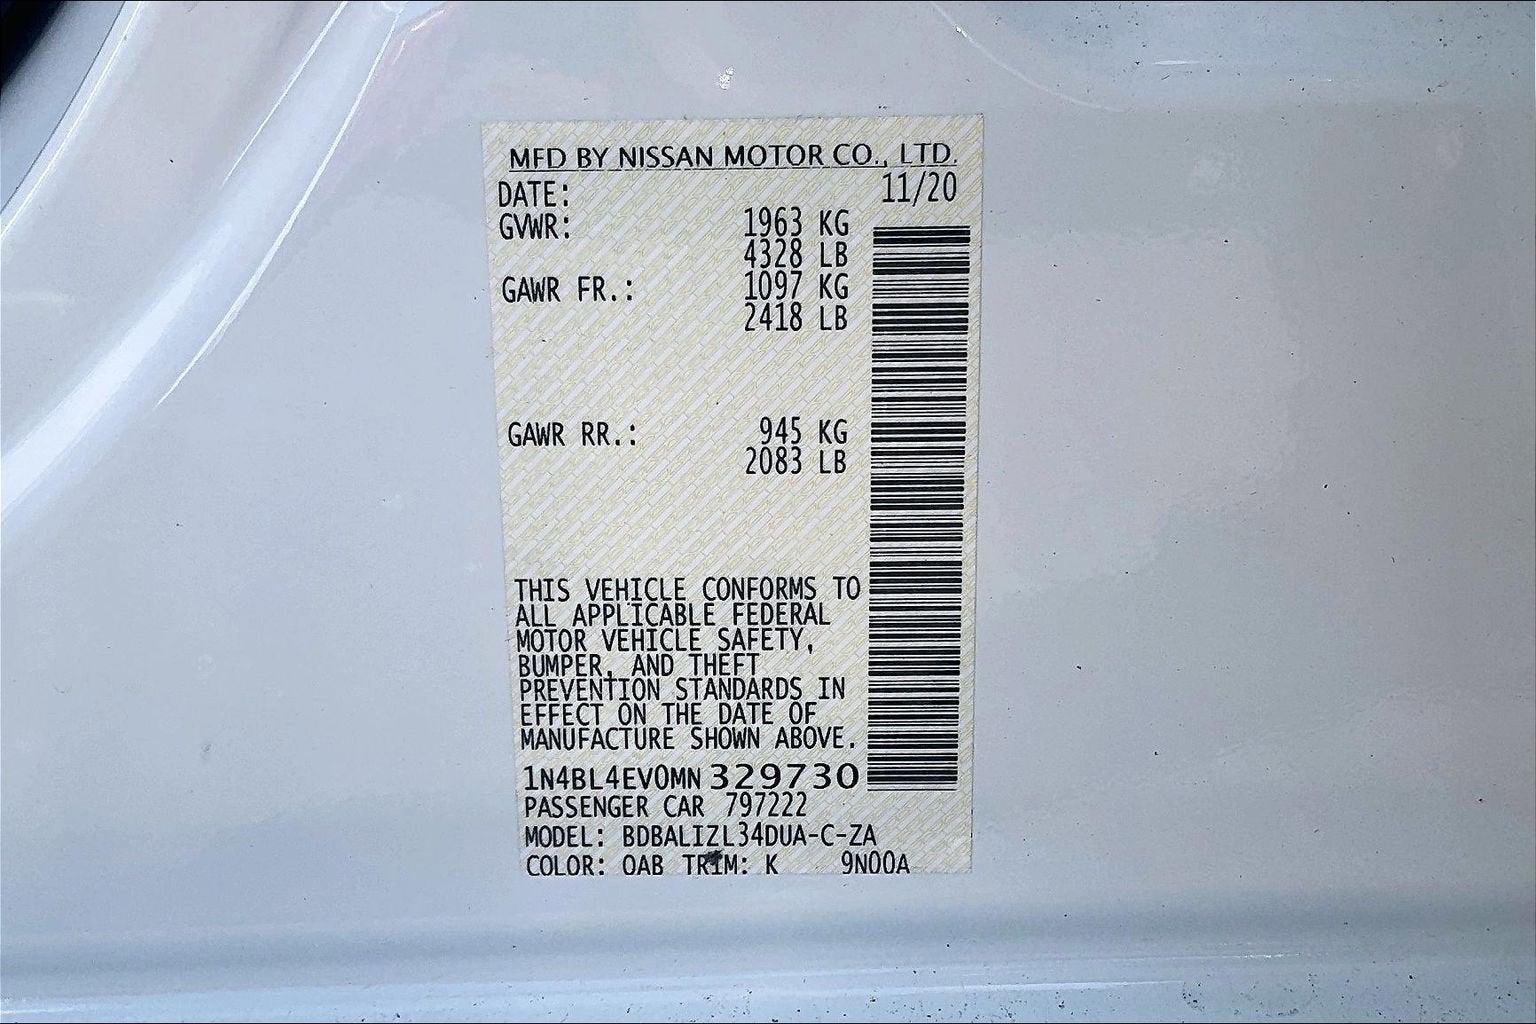 MFD BY NISSAN MOTOR CO., LTD.
DATE: 11/20
GVWR: 1963 KG
4328 LB
GAWR FR.: 1097 KG
2418 LB
GAWR RR.: 945 KG
2083 LB
THIS VEHICLE CONFORMS TO
ALL APPLICABLE FEDERAL
MOTOR VEHICLE SAFETY,
BUMPER, AND THEFT
PREVENTION STANDARDS IN
EFFECT ON THE DATE OF
MANUFACTURE SHOWN ABOVE.
1N4BL4EV0MN329730
PASSENGER CAR 797222
MODEL: BDBALIZL34DUA-C-ZA
COLOR: QAB TRIM: K 9N00A